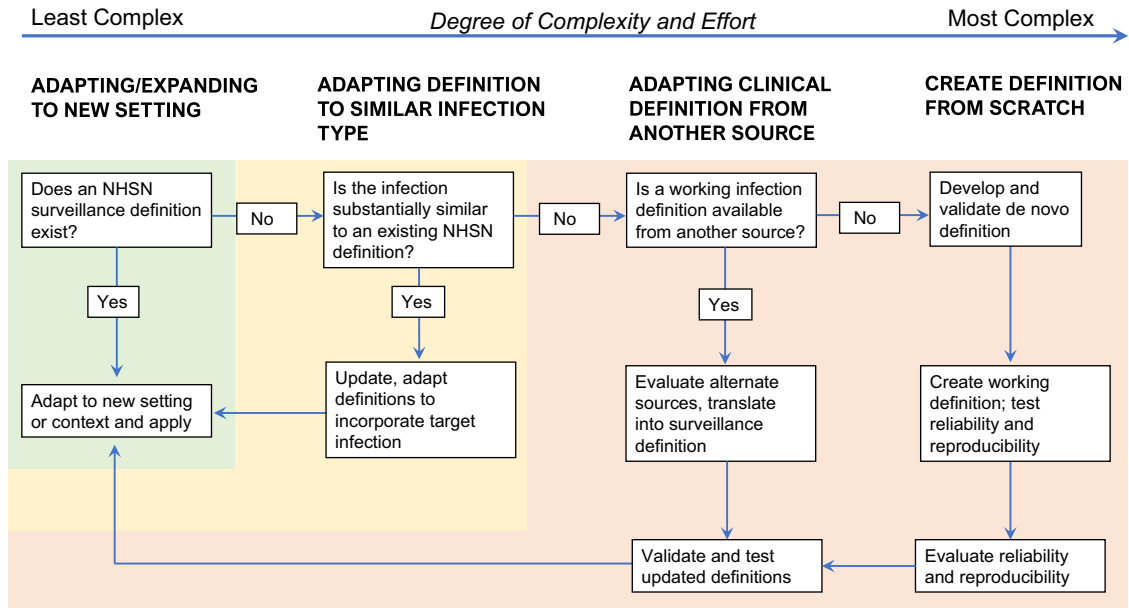 Least Complex
Degree of Complexity and Effort
Most Complex
ADAPTING/EXPANDING
TO NEW SETTING
ADAPTING DEFINITION
TO SIMILAR INFECTION
TYPE
ADAPTING CLINICAL
DEFINITION FROM
ANOTHER SOURCE
CREATE DEFINITION
FROM SCRATCH
Does an NHSN
surveillance definition
exist?
No
Is the infection
substantially similar
to an existing NHSN
definition?
No
Is a working infection
definition available
from another source?
No
Develop and
validate de novo
definition
Yes
Yes
Yes
Adapt to new setting
or context and apply
Update, adapt
definitions to
incorporate target
infection
Evaluate alternate
sources, translate
into surveillance
definition
Create working
definition; test
reliability and
reproducibility
Validate and test
updated definitions
Evaluate reliability
and reproducibility